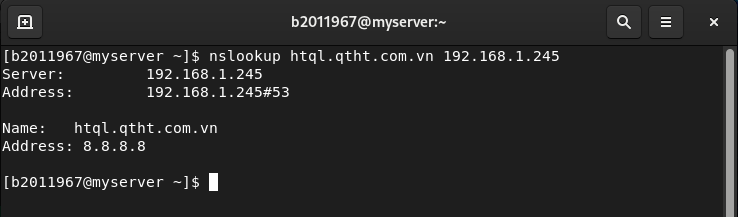 b2011967@myserver:~
[b2011967@myserver ~]$ nslookup htql.qtht.com.vn 192.168.1.245
Server:         192.168.1.245
Address:        192.168.1.245#53
Name:   htql.qtht.com.vn
Address: 8.8.8.8
[b2011967@myserver ~]$